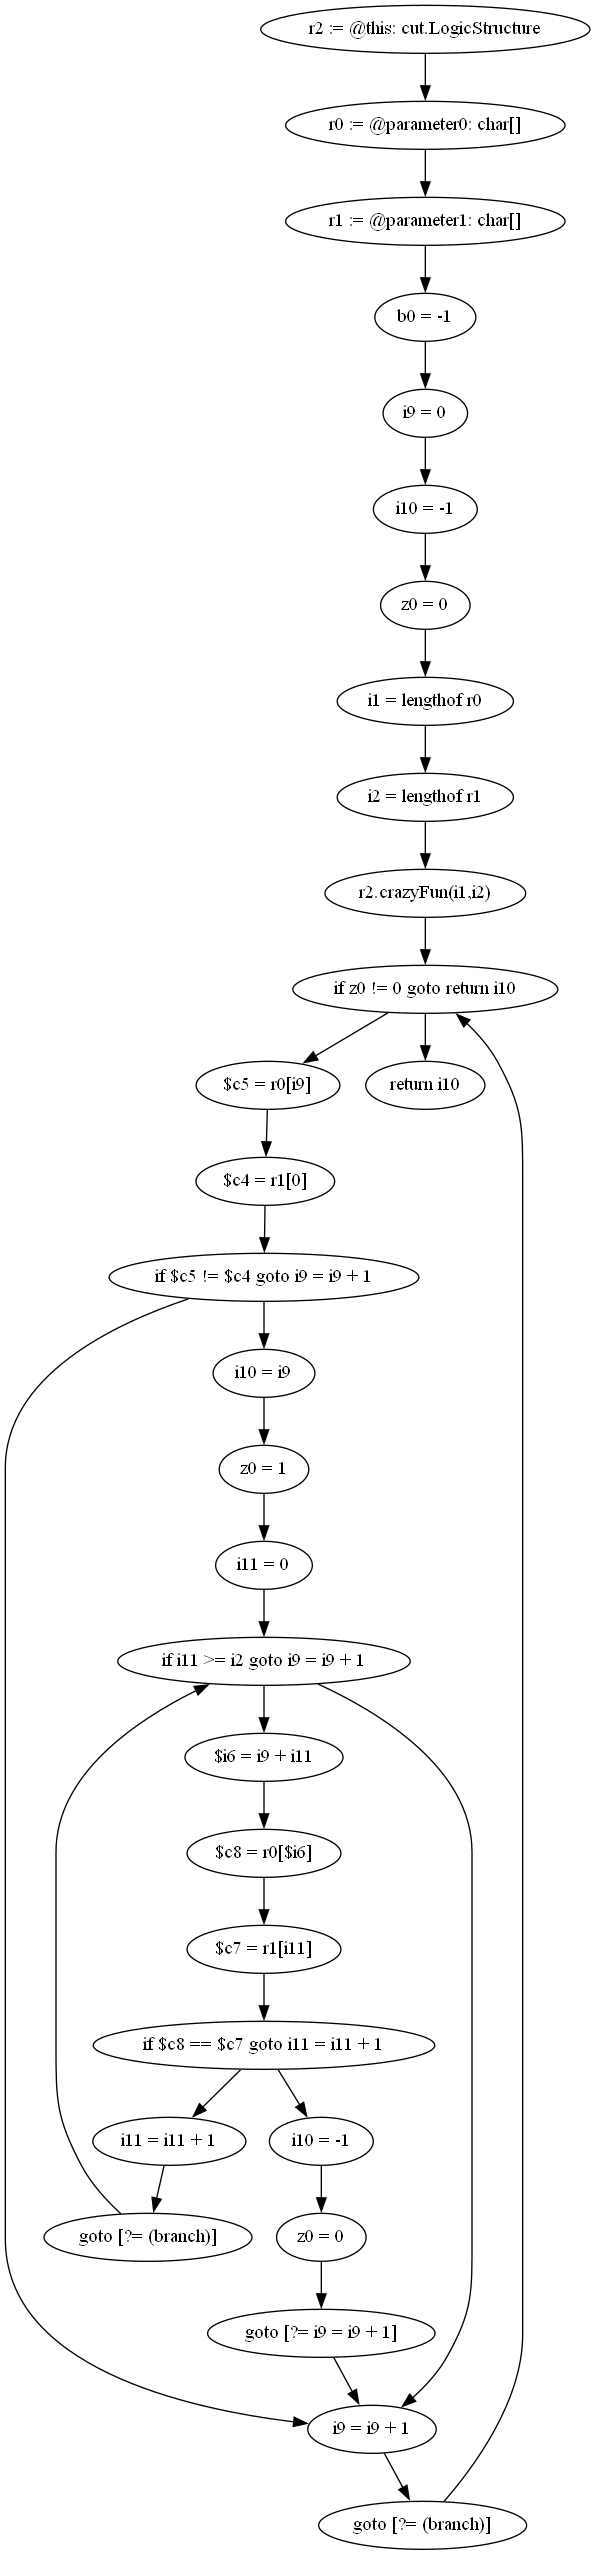 r2 := @this: cut.LogicStructure
r0 := @parameter0: char[]
r1 := @parameter1: char[]
b0 = -1
i9 = 0
i10 = -1
z0 = 0
i1 = lengthof r0
i2 = lengthof r1
r2.crazyFun(i1,i2)
if z0 != 0 goto return i10
$c5 = r0[i9]
return i10
$c4 = r1[0]
if $c5 != $c4 goto i9 = i9 + 1
i10 = i9
z0 = 1
i11 = 0
if i11 >= i2 goto i9 = i9 + 1
$i6 = i9 + i11
$c8 = r0[$i6]
$c7 = r1[i11]
if $c8 == $c7 goto i11 = i11 + 1
i11 = i11 + 1
i10 = -1
goto [?= (branch)]
z0 = 0
goto [?= i9 = i9 + 1]
i9 = i9 + 1
goto [?= (branch)]